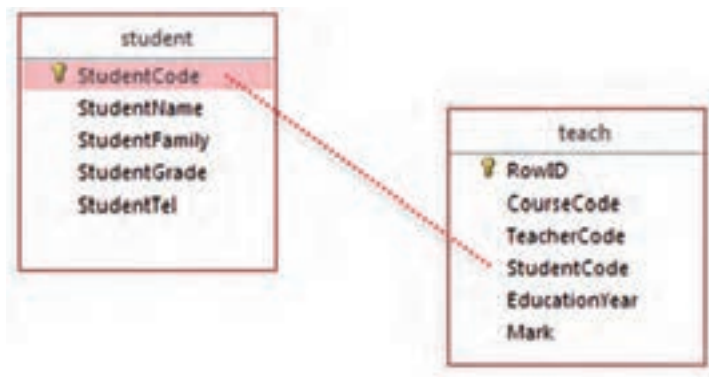 student
StudentCode
StudentName
StudentFamily
StudentGrade
StudentTel
teach
RowID
CourseCode
TeacherCode
StudentCode
EducationYear
Mark